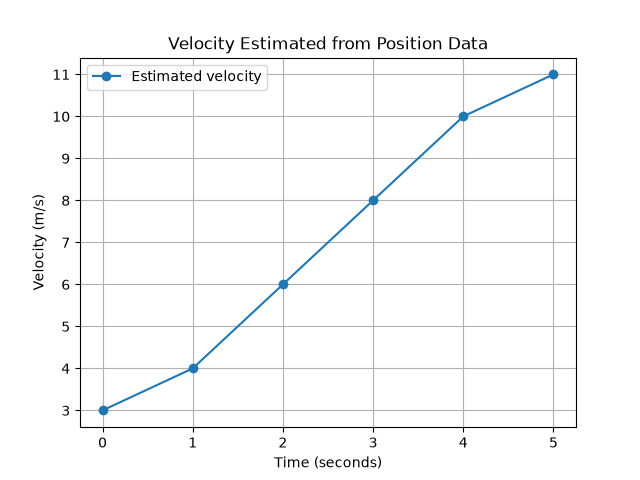 Velocity Estimated from Position Data
Estimated velocity
Velocity (m/s)
11
10
9
8
7
6
5
4
3
0 1 2 3 4 5
Time (seconds)